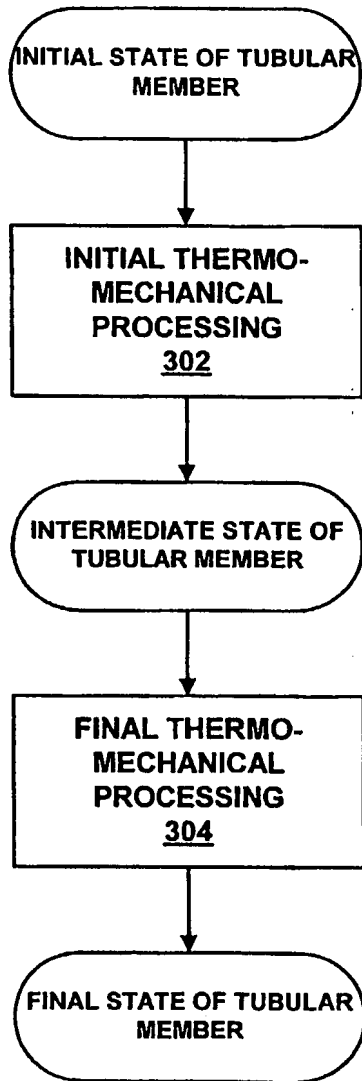 INITIAL STATE OF TUBULAR
MEMBER
INITIAL THERMO-
MECHANICAL
PROCESSING
302
INTERMEDIATE STATE OF
TUBULAR MEMBER
FINAL THERMO-
MECHANICAL
PROCESSING
304
FINAL STATE OF TUBULAR
MEMBER